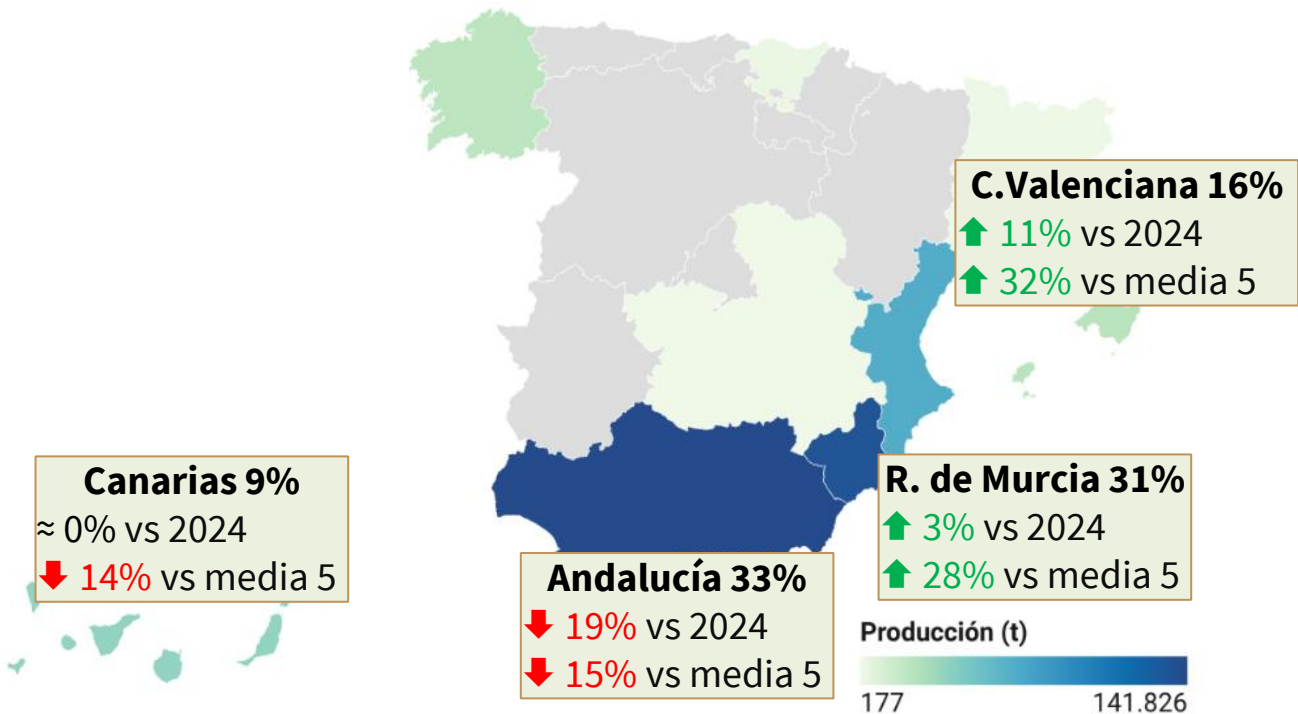 C.Valenciana 16%
11% vs 2024
32% vs media 5
Canarias 9%
≈ 0% vs 2024
14% vs media 5
R. de Murcia 31%
3% vs 2024
28% vs media 5
Andalucía 33%
19% vs 2024
15% vs media 5
Producción (t)
177 141.826